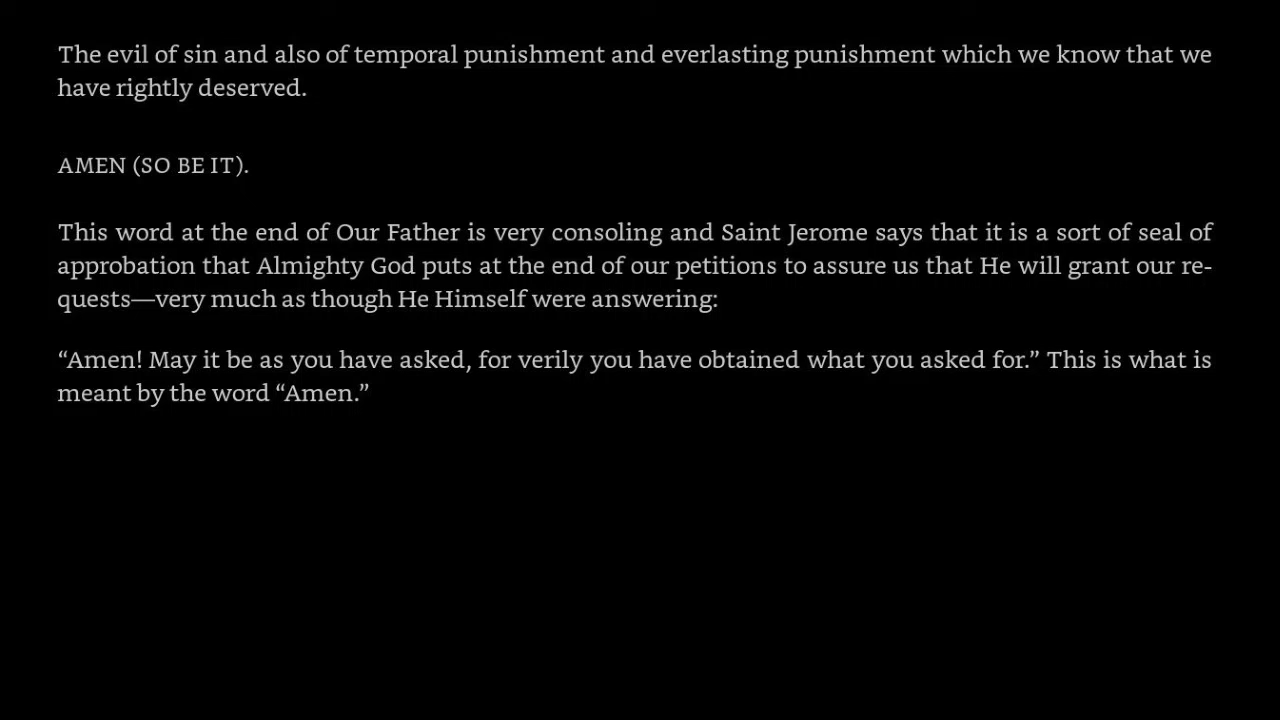 The evil of sin and also of temporal punishment and everlasting punishment which we know that we
have rightly deserved.
AMEN (SO BE IT).
This word at the end of Our Father is very consoling and Saint Jerome says that it is a sort of seal of
approbation that Almighty God puts at the end of our petitions to assure us that He will grant our re-
quests—very much as though He Himself were answering:
“Amen! May it be as you have asked, for verily you have obtained what you asked for.” This is what is
meant by the word “Amen.”